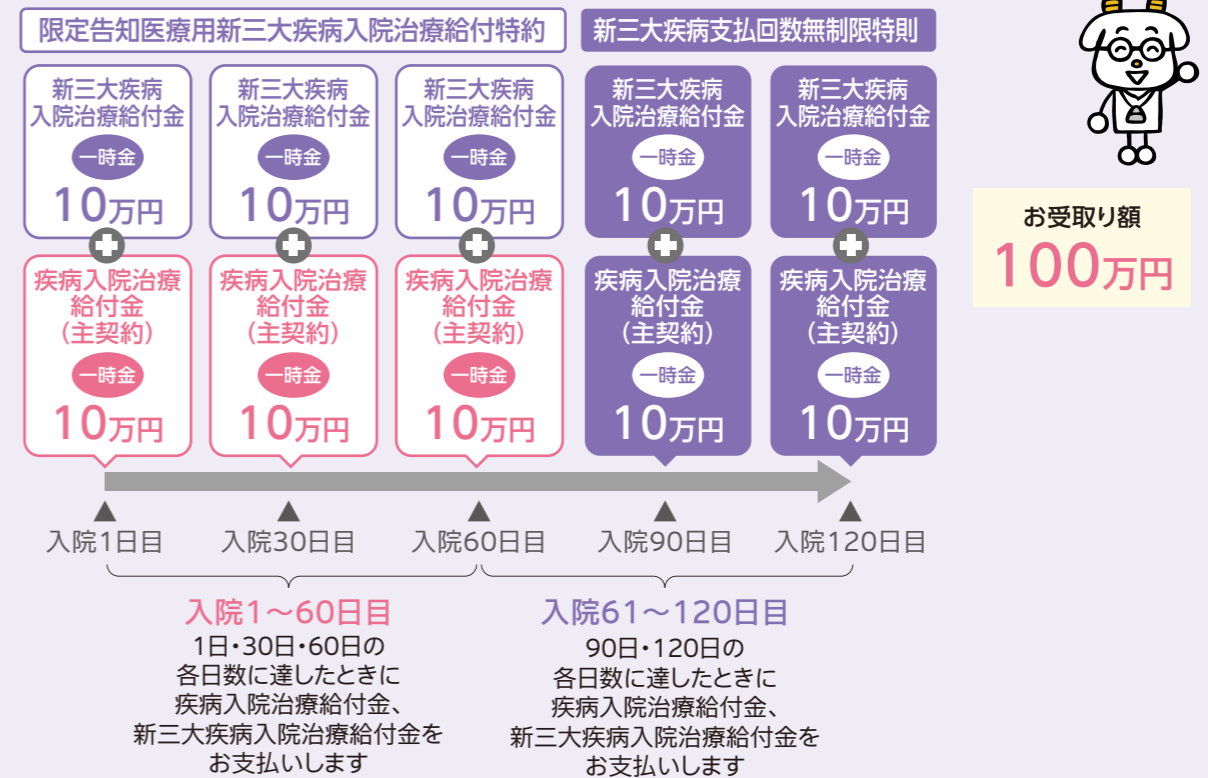 限定告知医療用新三大疾病入院治療給付特約
新三大疾病支払回数無制限特則
新三大疾病
入院治療給付金
一時金
10万円
新三大疾病
入院治療給付金
一時金
10万円
新三大疾病
入院治療給付金
一時金
10万円
新三大疾病
入院治療給付金
一時金
10万円
新三大疾病
入院治療給付金
一時金
10万円
疾病入院治療
給付金
（主契約）
一時金
10万円
疾病入院治療
給付金
（主契約）
一時金
10万円
疾病入院治療
給付金
（主契約）
一時金
10万円
疾病入院治療
給付金
（主契約）
一時金
10万円
疾病入院治療
給付金
（主契約）
一時金
10万円
お受取り額
100万円
入院1日目
入院30日目
入院60日目
入院90日目
入院120日目
入院1～60日目
1日・30日・60日の
各日数に達したときに
疾病入院治療給付金、
新三大疾病入院治療給付金を
お支払いします
入院61～120日目
90日・120日の
各日数に達したときに
疾病入院治療給付金、
新三大疾病入院治療給付金を
お支払いします